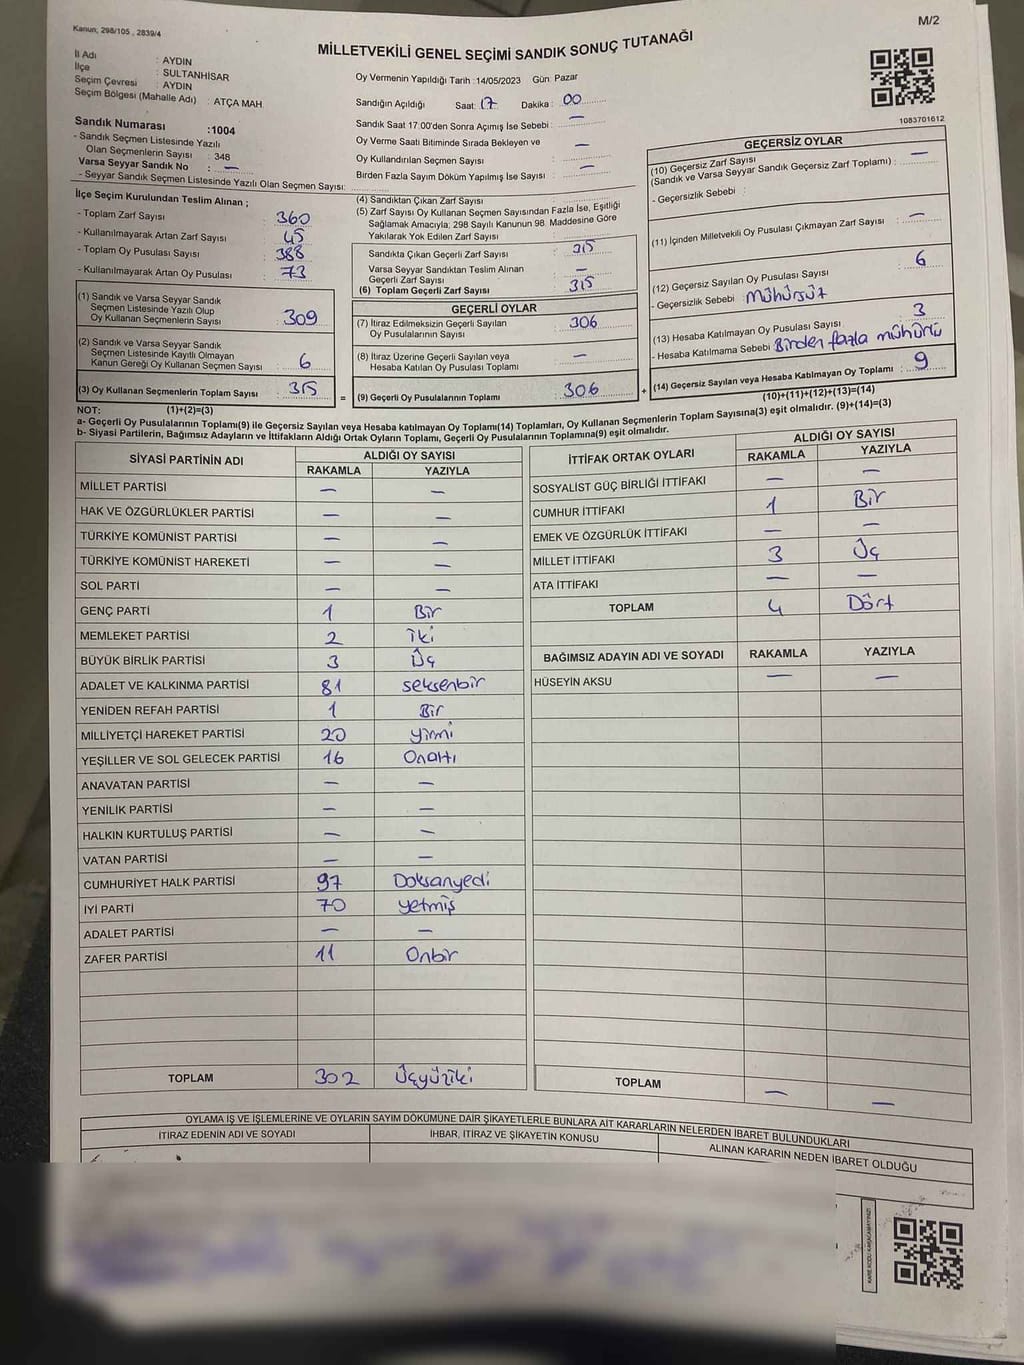 Kanun, 298/105 , 2839/4
M/2
MİLLETVEKİLİ GENEL SEÇİMİ SANDIK SONUÇ TUTANAĞI
İl Adı : AYDIN
İlçe : SULTANHİSAR
Seçim Çevresi : AYDIN
Seçim Bölgesi (Mahalle Adı) : ATÇA MAH.
Sandık Numarası :1004
- Sandık Seçmen Listesinde Yazılı
Olan Seçmenlerin Sayısı : 348
Varsa Seyyar Sandık No : —
- Seyyar Sandık Seçmen Listesinde Yazılı Olan Seçmen Sayısı:
Oy Vermenin Yapıldığı Tarih :14/05/2023 Gün: Pazar
Sandığın Açıldığı Saat: 17 Dakika : 00
Sandık Saat 17.00'den Sonra Açımış İse Sebebi : —
Oy Verme Saati Bitiminde Sırada Bekleyen ve
Oy Kullandırılan Seçmen Sayısı : —
Birden Fazla Sayım Döküm Yapılmış İse Sayısı : —
1083701612
İlçe Seçim Kurulundan Teslim Alınan ;
- Toplam Zarf Sayısı : 360
- Kullanılmayarak Artan Zarf Sayısı : 45
- Toplam Oy Pusulası Sayısı : 388
- Kullanılmayarak Artan Oy Pusulası : 73
(1) Sandık ve Varsa Seyyar Sandık
Seçmen Listesinde Yazılı Olup
Oy Kullanan Seçmenlerin Sayısı : 309
(2) Sandık ve Varsa Seyyar Sandık
Seçmen Listesinde Kayıtlı Olmayan
Kanun Gereği Oy Kullanan Seçmen Sayısı : 6
(3) Oy Kullanan Seçmenlerin Toplam Sayısı : 315
(1)+(2)=(3)
(4) Sandıktan Çıkan Zarf Sayısı :
(5) Zarf Sayısı Oy Kullanan Seçmen Sayısından Fazla İse, Eşitliği
Sağlamak Amacıyla; 298 Sayılı Kanunun 98. Maddesine Göre
Yakılarak Yok Edilen Zarf Sayısı :
Sandıkta Çıkan Geçerli Zarf Sayısı : 315
Varsa Seyyar Sandıktan Teslim Alınan
Geçerli Zarf Sayısı : —
(6) Toplam Geçerli Zarf Sayısı : 315
GEÇERLİ OYLAR
(7) İtiraz Edilmeksizin Geçerli Sayılan
Oy Pusulalarının Sayısı : 306
(8) İtiraz Üzerine Geçerli Sayılan veya
Hesaba Katılan Oy Pusulası Toplamı : —
= (9) Geçerli Oy Pusulalarının Toplamı : 306 +
GEÇERSİZ OYLAR
(10) Geçersiz Zarf Sayısı
(Sandık ve Varsa Seyyar Sandık Geçersiz Zarf Toplamı) : —
- Geçersizlik Sebebi :
(11) İçinden Milletvekili Oy Pusulası Çıkmayan Zarf Sayısı : —
(12) Geçersiz Sayılan Oy Pusulası Sayısı : 6
- Geçersizlik Sebebi : Mühürsüz
(13) Hesaba Katılmayan Oy Pusulası Sayısı : 3
- Hesaba Katılmama Sebebi : Birden fazla mühürlü
(14) Geçersiz Sayılan veya Hesaba Katılmayan Oy Toplamı : 9
(10)+(11)+(12)+(13)=(14)
NOT:
a- Geçerli Oy Pusulalarının Toplamı(9) ile Geçersiz Sayılan veya Hesaba katılmayan Oy Toplamı(14) Toplamları, Oy Kullanan Seçmenlerin Toplam Sayısına(3) eşit olmalıdır. (9)+(14)=(3)
b- Siyasi Partilerin, Bağımsız Adayların ve İttifakların Aldığı Ortak Oyların Toplamı, Geçerli Oy Pusulalarının Toplamına(9) eşit olmalıdır.
SİYASİ PARTİNİN ADI ALDIĞI OY SAYISI
RAKAMLA YAZIYLA
MİLLET PARTİSİ — —
HAK VE ÖZGÜRLÜKLER PARTİSİ — —
TÜRKİYE KOMÜNİST PARTİSİ — —
TÜRKİYE KOMÜNİST HAREKETİ — —
SOL PARTİ — —
GENÇ PARTİ 1 Bir
MEMLEKET PARTİSİ 2 İki
BÜYÜK BİRLİK PARTİSİ 3 Üç
ADALET VE KALKINMA PARTİSİ 81 seksenbir
YENİDEN REFAH PARTİSİ 1 Bir
MİLLİYETÇİ HAREKET PARTİSİ 20 yirmi
YEŞİLLER VE SOL GELECEK PARTİSİ 16 Onaltı
ANAVATAN PARTİSİ — —
YENİLİK PARTİSİ — —
HALKIN KURTULUŞ PARTİSİ — —
VATAN PARTİSİ — —
CUMHURİYET HALK PARTİSİ 97 Doksanyedi
İYİ PARTİ 70 yetmiş
ADALET PARTİSİ — —
ZAFER PARTİSİ 11 Onbir
TOPLAM 302 Üçyüziki
İTTİFAK ORTAK OYLARI ALDIĞI OY SAYISI
RAKAMLA YAZIYLA
SOSYALİST GÜÇ BİRLİĞİ İTTİFAKI — —
CUMHUR İTTİFAKI 1 Bir
EMEK VE ÖZGÜRLÜK İTTİFAKI — —
MİLLET İTTİFAKI 3 Üç
ATA İTTİFAKI — —
TOPLAM 4 Dört
BAĞIMSIZ ADAYIN ADI VE SOYADI RAKAMLA YAZIYLA
HÜSEYİN AKSU — —
TOPLAM — —
OYLAMA İŞ VE İŞLEMLERİNE VE OYLARIN SAYIM DÖKÜMÜNE DAİR ŞİKAYETLERLE BUNLARA AİT KARARLARIN NELERDEN İBARET BULUNDUKLARI
İTİRAZ EDENİN ADI VE SOYADI İHBAR, İTİRAZ VE ŞİKAYETİN KONUSU ALINAN KARARIN NEDEN İBARET OLDUĞU